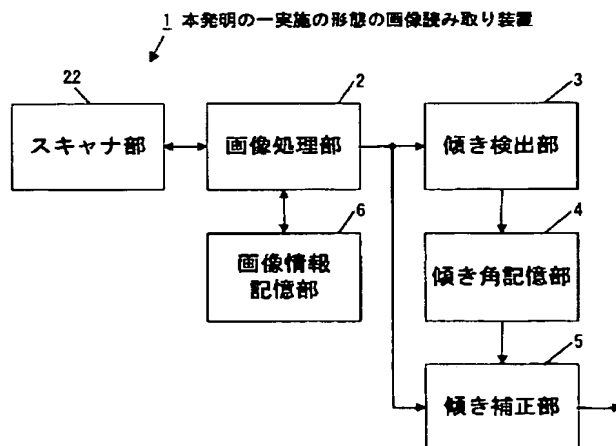 1 本発明の一実施の形態の画像読み取り装置
22
スキャナ部
2
画像処理部
3
傾き検出部
6
画像情報
記憶部
4
傾き角記憶部
5
傾き補正部